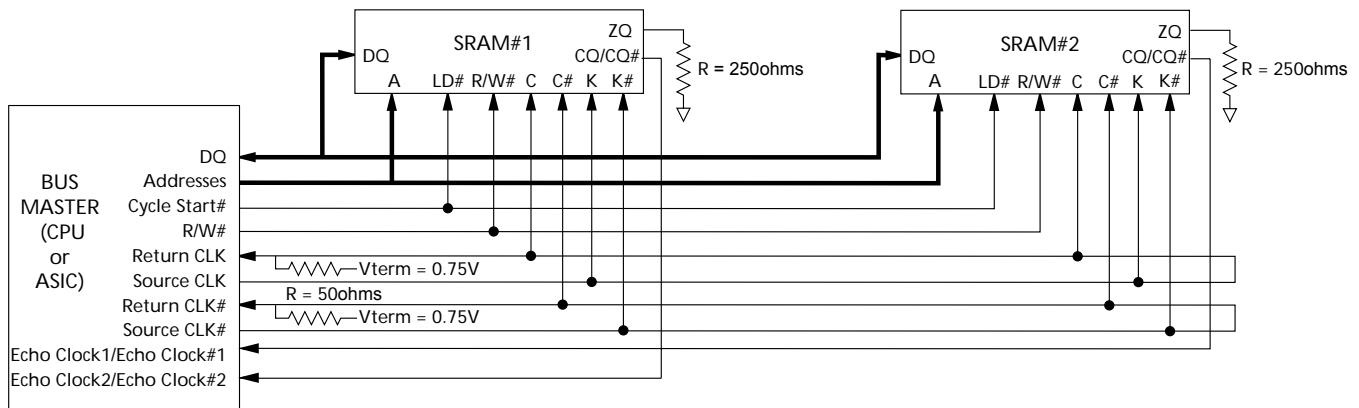 SRAM#1
DQ
ZQ
CQ/CQ#
A LD# R/W# C C# K K#
R = 250ohms
SRAM#2
DQ
ZQ
CQ/CQ#
A LD# R/W# C C# K K#
R = 250ohms
BUS
MASTER
(CPU
or
ASIC)
DQ
Addresses
Cycle Start#
R/W#
Return CLK
Vterm = 0.75V
Source CLK
R = 50ohms
Return CLK#
Vterm = 0.75V
Source CLK#
Echo Clock1/Echo Clock#1
Echo Clock2/Echo Clock#2